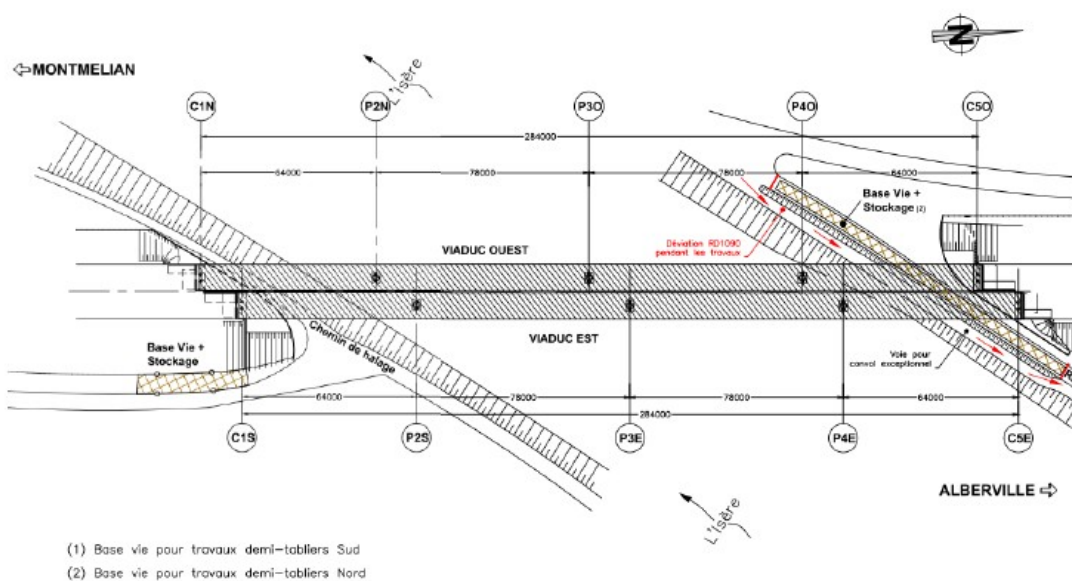 N
⇦MONTMELIAN
L'Isère
C1N
P2N
P3O
P4O
C5O
284000
64000
78000
78000
64000
Base Vie +
Stockage (2)
Déviation RD1090
pendant les travaux
VIADUC OUEST
Chemin de halage
VIADUC EST
Voie pour
convoi exceptionnel
Base Vie +
Stockage
R
64000
78000
78000
64000
284000
C1S
P2S
P3E
P4E
C5E
L'Isère
ALBERVILLE ⇨
(1) Base vie pour travaux demi-tabliers Sud
(2) Base vie pour travaux demi-tabliers Nord